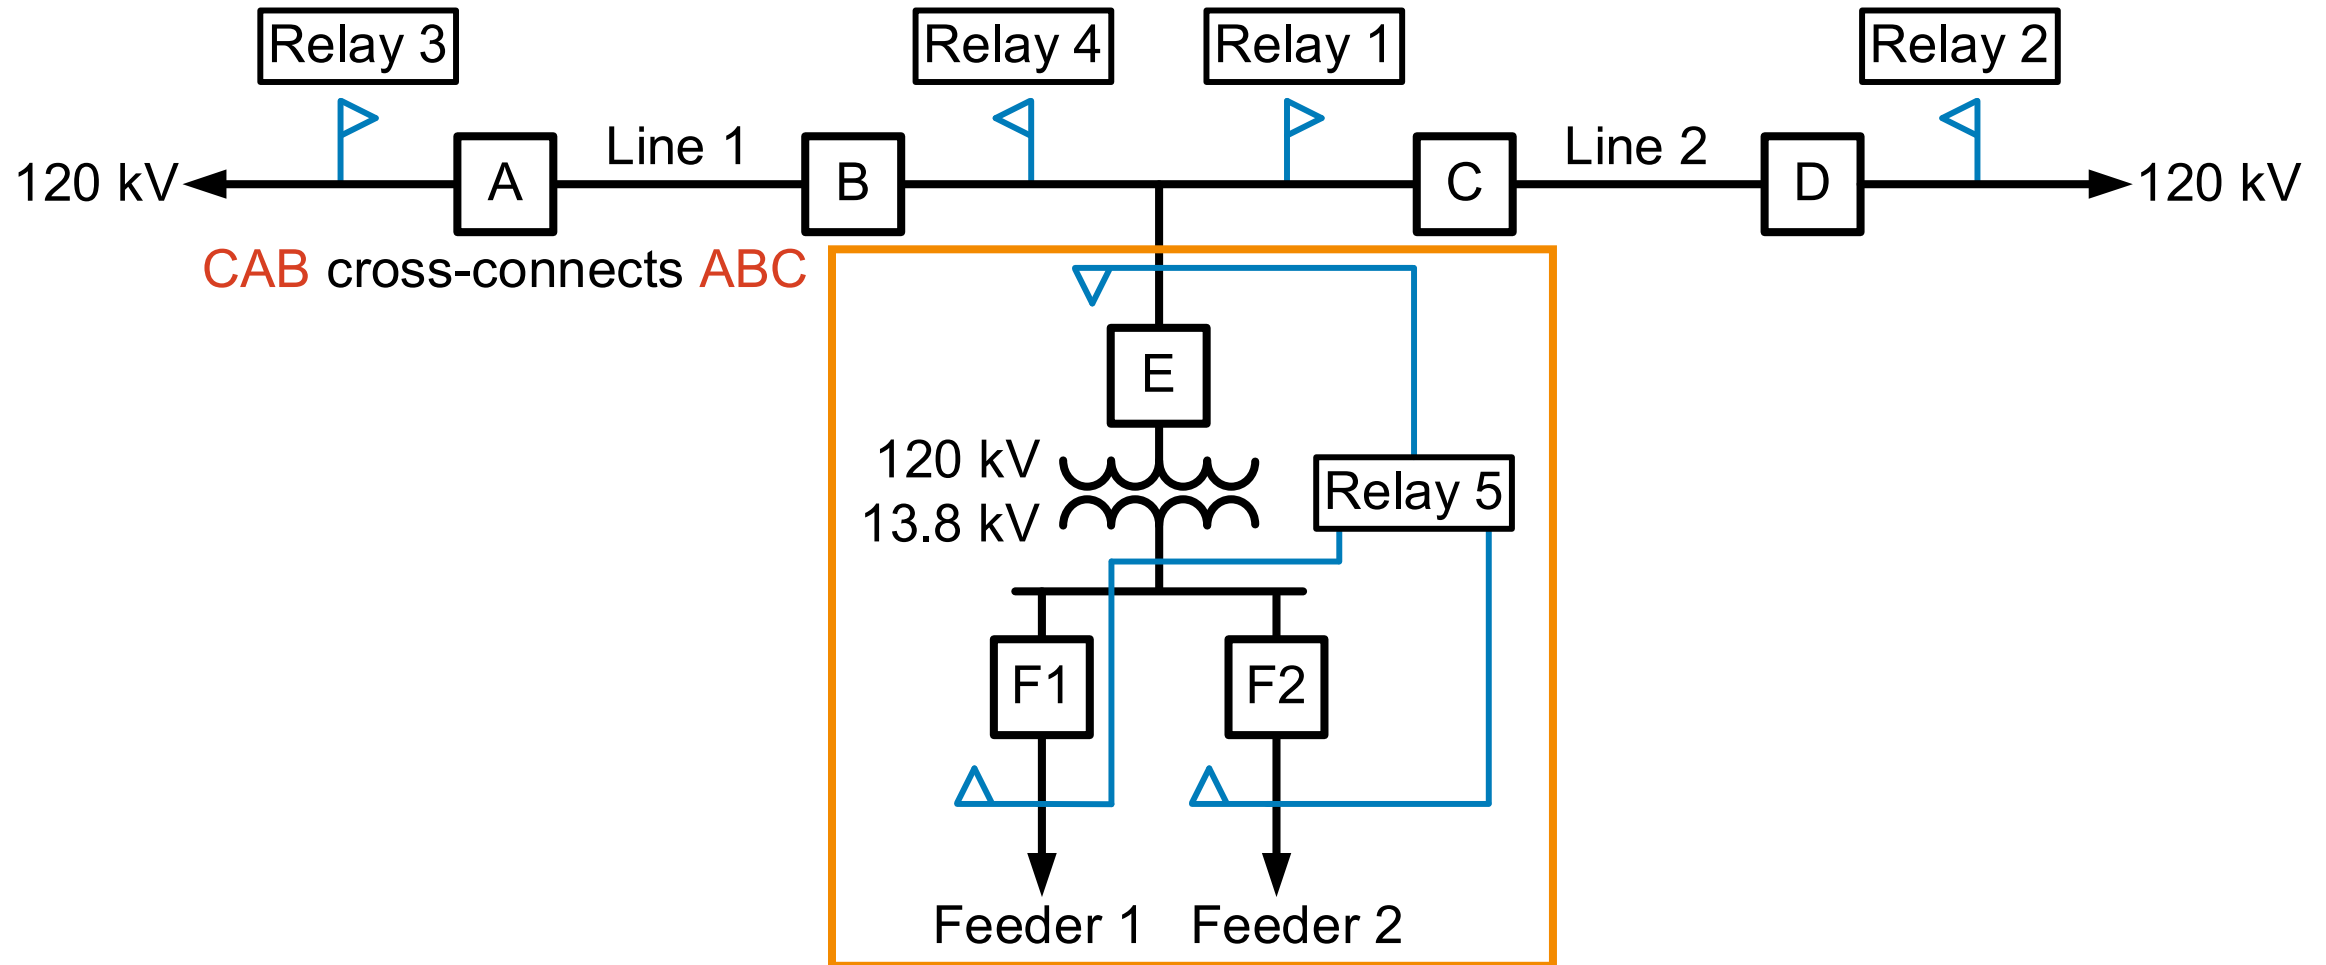 Relay 3
Relay 4
Relay 1
Relay 2
Line 1
Line 2
120 kV
A
B
C
D
120 kV
CAB cross-connects ABC
E
120 kV
13.8 kV
Relay 5
F1
F2
Feeder 1
Feeder 2